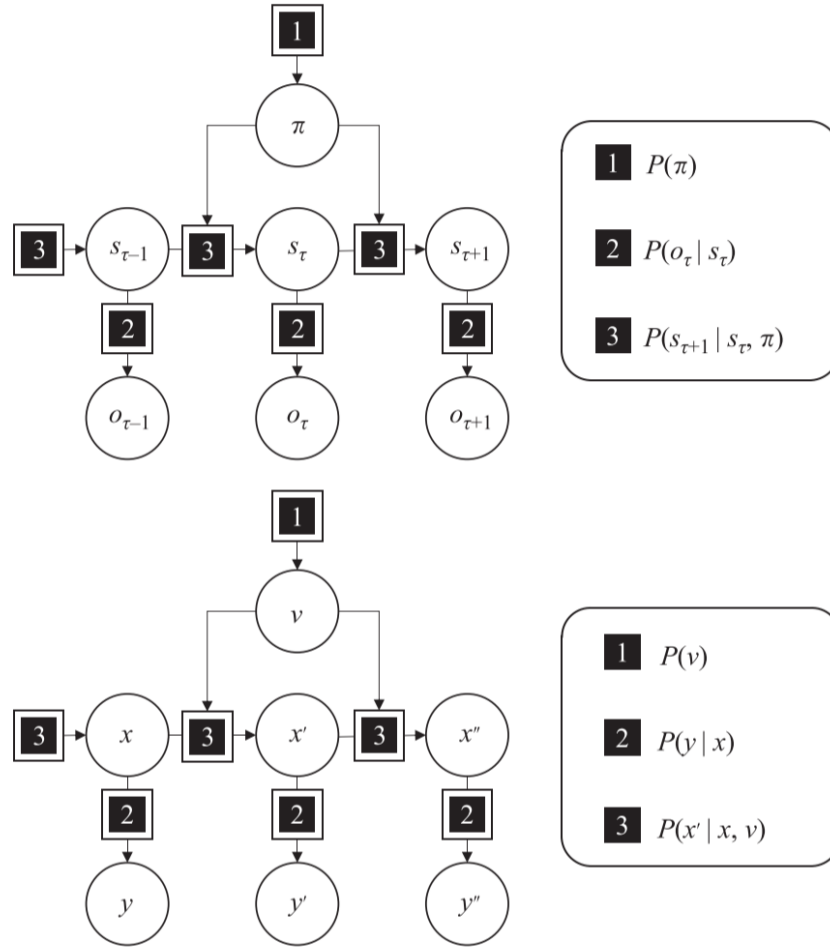 1
π
1 P(π)
3 s_{τ–1} 3 s_τ 3 s_{τ+1}
2 P(o_τ | s_τ)
2 2 2
3 P(s_{τ+1} | s_τ, π)
o_{τ–1} o_τ o_{τ+1}
1
v
1 P(v)
3 x 3 x′ 3 x″
2 P(y | x)
2 2 2
3 P(x′ | x, v)
y y′ y″